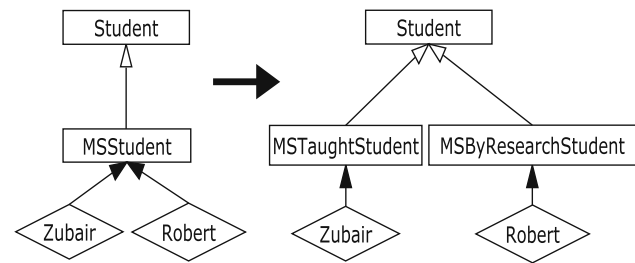 Student
MSStudent
Zubair
Robert
Student
MSTaughtStudent
MSByResearchStudent
Zubair
Robert